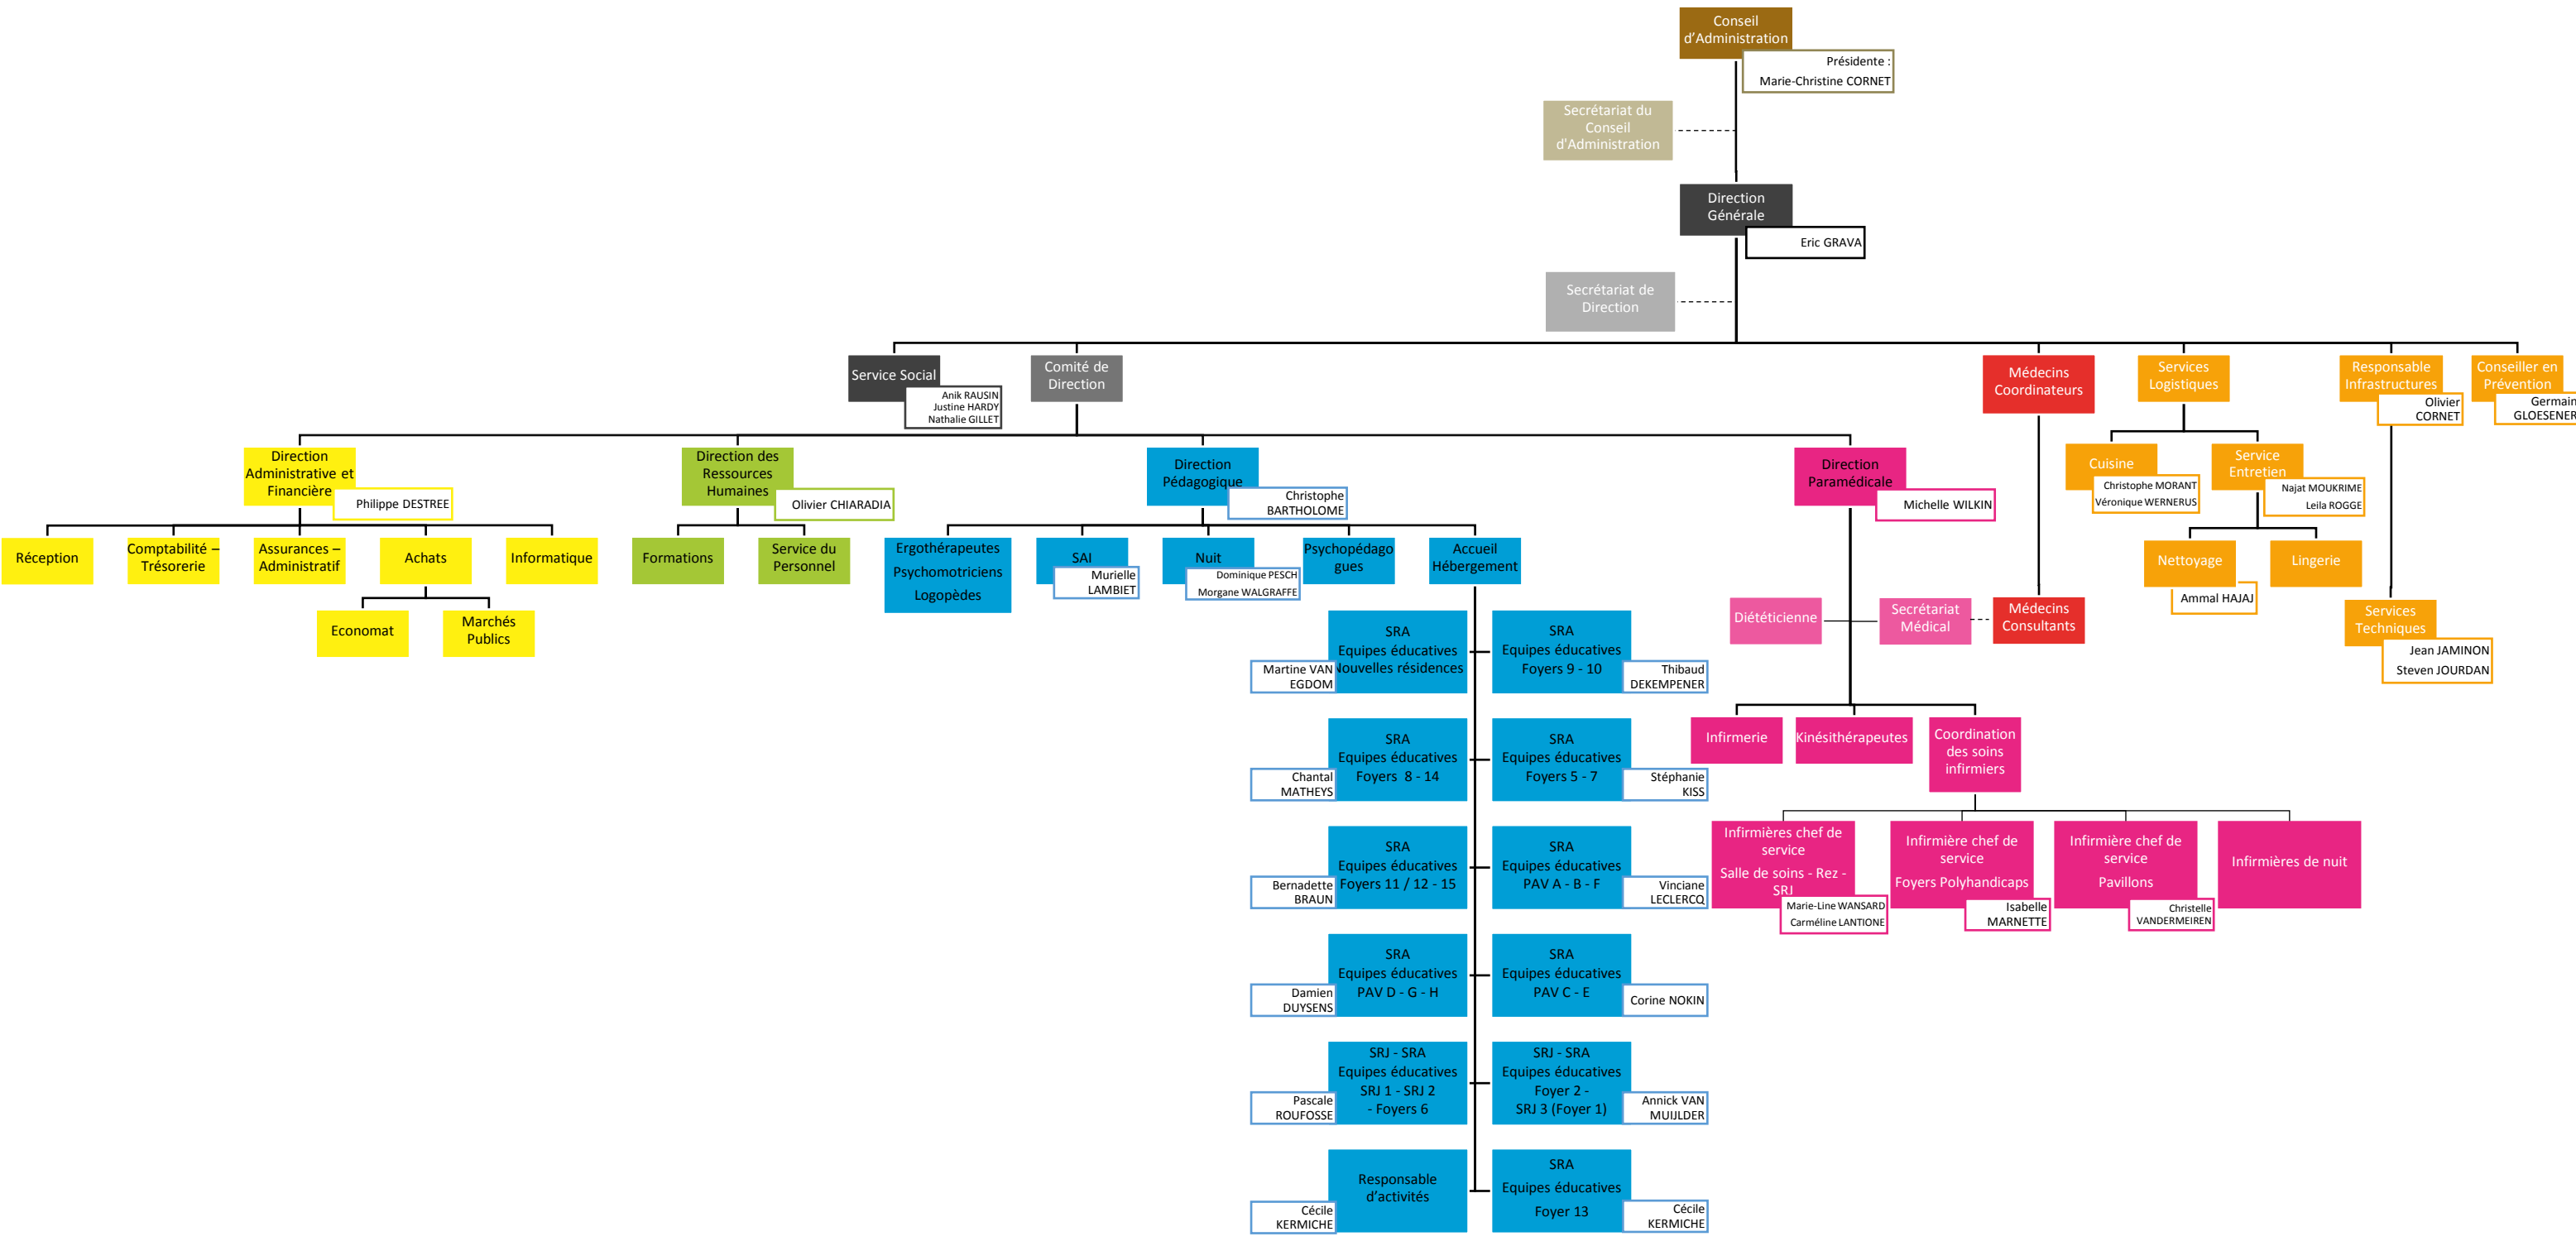 Conseil
d'Administration
Présidente :
Marie-Christine CORNET
Secrétariat du
Conseil
d'Administration
Direction
Générale
Eric GRAVA
Secrétariat de
Direction
Service Social
Anik RAUSIN
Justine HARDY
Nathalie GILLET
Comité de
Direction
Médecins
Coordinateurs
Services
Logistiques
Responsable
Infrastructures
Olivier
CORNET
Conseiller en
Prévention
Germain
GLOESENER
Direction
Administrative et
Financière
Philippe DESTREE
Direction des
Ressources
Humaines
Olivier CHIARADIA
Direction
Pédagogique
Christophe
BARTHOLOME
Direction
Paramédicale
Michelle WILKIN
Cuisine
Christophe MORANT
Véronique WERNERUS
Service
Entretien
Najat MOUKRIME
Leila ROGGE
Réception
Comptabilité –
Trésorerie
Assurances –
Administratif
Achats
Informatique
Formations
Service du
Personnel
Ergothérapeutes
Psychomotriciens
Logopèdes
SAI
Murielle
LAMBIET
Nuit
Dominique PESCH
Morgane WALGRAFFE
Psychopédago
gues
Accueil
Hébergement
Nettoyage
Ammal HAJAJ
Lingerie
Economat
Marchés
Publics
Diététicienne
Secrétariat
Médical
Médecins
Consultants
Services
Techniques
Jean JAMINON
Steven JOURDAN
SRA
Equipes éducatives
Nouvelles résidences
Martine VAN
EGDOM
SRA
Equipes éducatives
Foyers 9 - 10
Thibaud
DEKEMPENER
SRA
Equipes éducatives
Foyers 8 - 14
Chantal
MATHEYS
SRA
Equipes éducatives
Foyers 5 - 7
Stéphanie
KISS
Infirmerie
Kinésithérapeutes
Coordination
des soins
infirmiers
SRA
Equipes éducatives
Foyers 11 / 12 - 15
Bernadette
BRAUN
SRA
Equipes éducatives
PAV A - B - F
Vinciane
LECLERCQ
Infirmières chef de
service
Salle de soins - Rez -
SRJ
Marie-Line WANSARD
Carméline LANTIONE
Infirmière chef de
service
Foyers Polyhandicaps
Isabelle
MARNETTE
Infirmière chef de
service
Pavillons
Christelle
VANDERMEIREN
Infirmières de nuit
SRA
Equipes éducatives
PAV D - G - H
Damien
DUYSENS
SRA
Equipes éducatives
PAV C - E
Corine NOKIN
SRJ - SRA
Equipes éducatives
SRJ 1 - SRJ 2
- Foyers 6
Pascale
ROUFOSSE
SRJ - SRA
Equipes éducatives
Foyer 2 -
SRJ 3 (Foyer 1)
Annick VAN
MUIJLDER
Responsable
d'activités
Cécile
KERMICHE
SRA
Equipes éducatives
Foyer 13
Cécile
KERMICHE